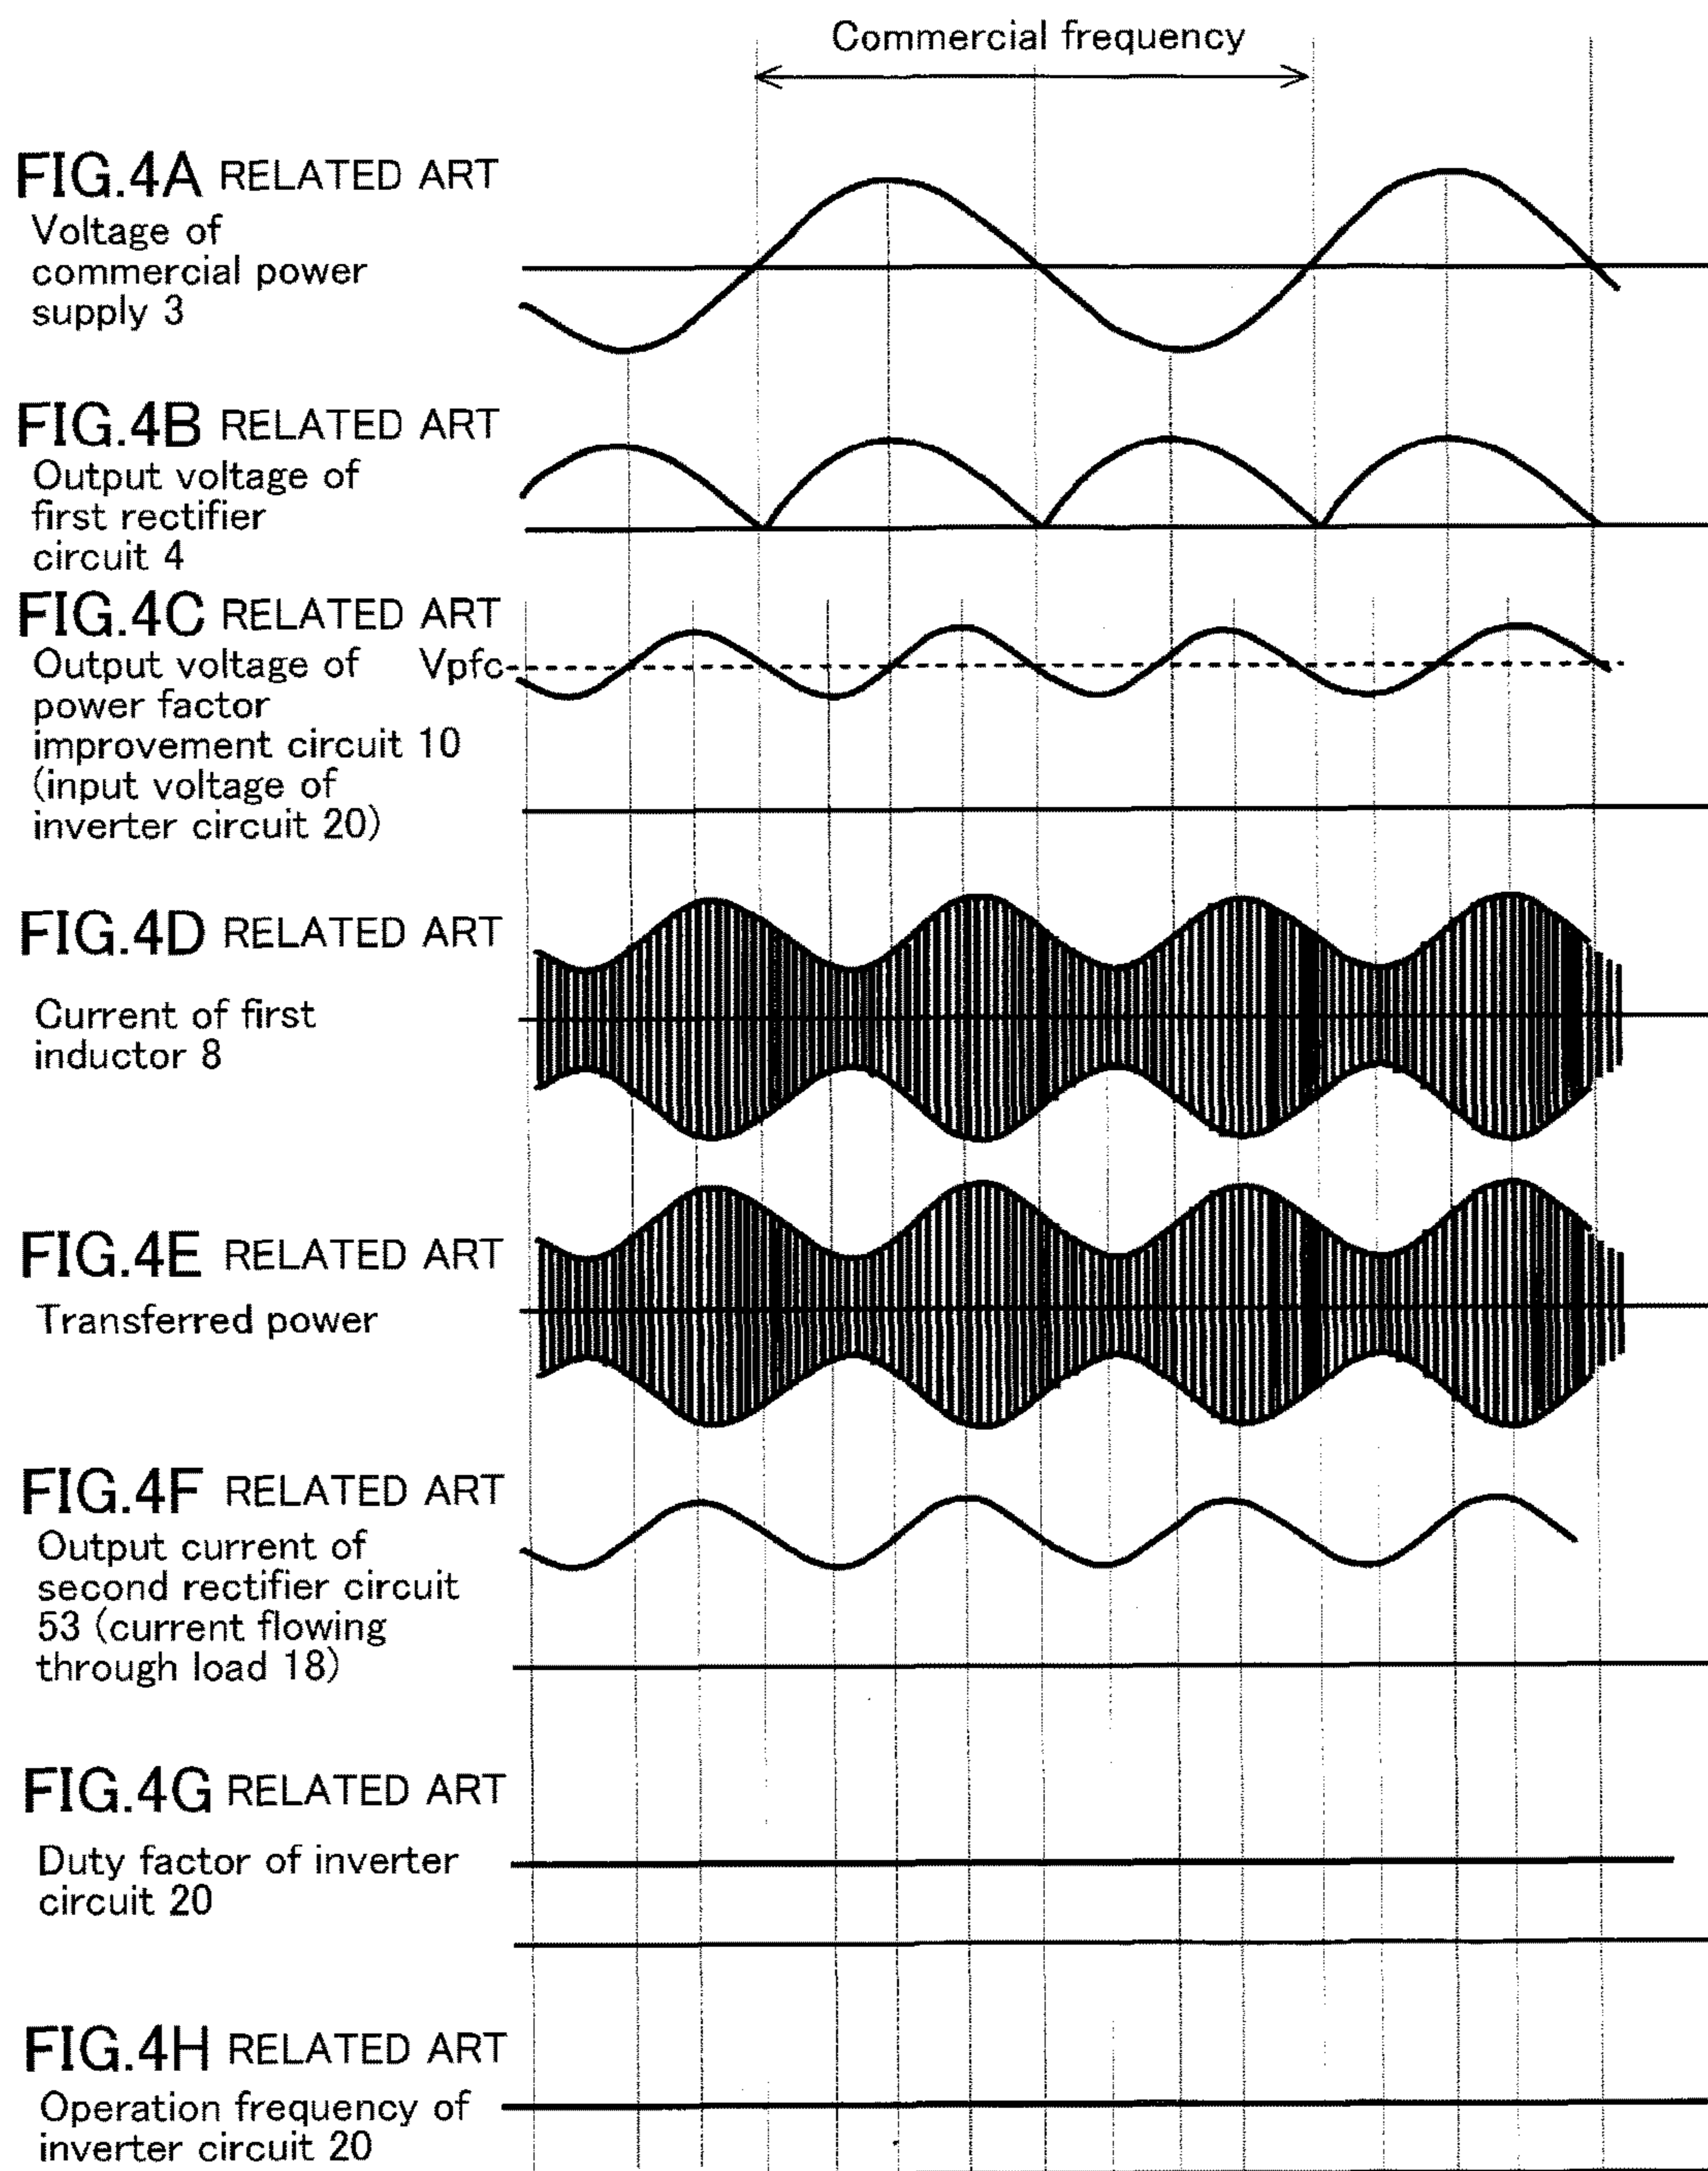 Commercial frequency
FIG.4A RELATED ART
Voltage of
commercial power
supply 3
FIG.4B RELATED ART
Output voltage of
first rectifier
circuit 4
FIG.4C RELATED ART
Output voltage of Vpfc
power factor
improvement circuit 10
(input voltage of
inverter circuit 20)
FIG.4D RELATED ART
Current of first
inductor 8
FIG.4E RELATED ART
Transferred power
FIG.4F RELATED ART
Output current of
second rectifier circuit
53 (current flowing
through load 18)
FIG.4G RELATED ART
Duty factor of inverter
circuit 20
FIG.4H RELATED ART
Operation frequency of
inverter circuit 20